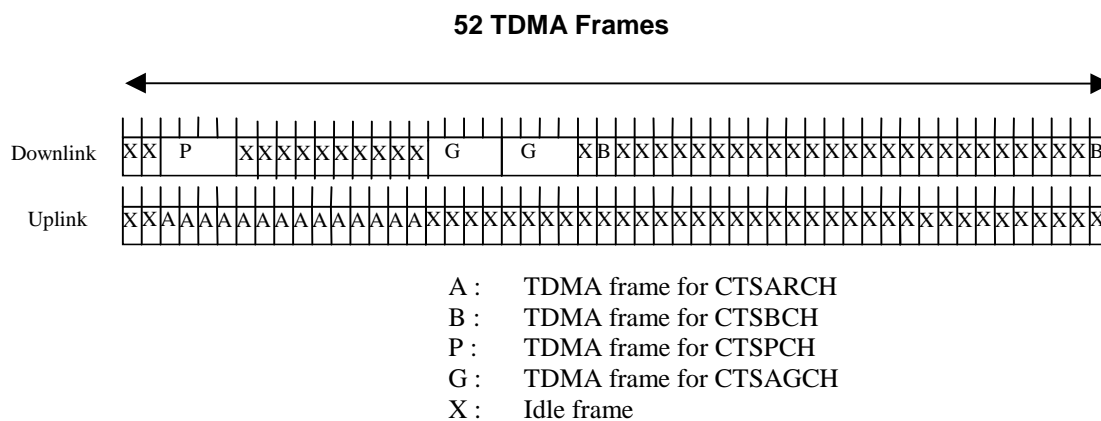 52 TDMA Frames
Downlink X X P X X X X X X X X X X G G X B X X X X X X X X X X X X X X X X X X X X X X X X X B
Uplink X X A A A A A A A A A A A A A A X X X X X X X X X X X X X X X X X X X X X X X X X X X X X X X X X X X X
A : TDMA frame for CTSARCH
B : TDMA frame for CTSBCH
P : TDMA frame for CTSPCH
G : TDMA frame for CTSAGCH
X : Idle frame